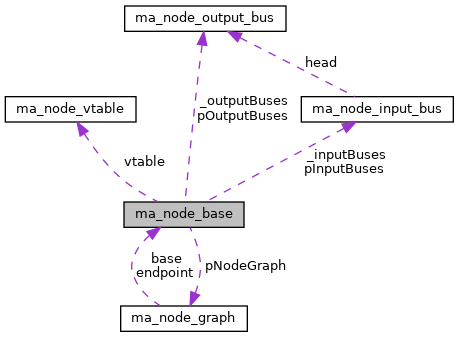 ma_node_output_bus
head
_outputBuses
pOutputBuses
ma_node_vtable
ma_node_input_bus
vtable
_inputBuses
pInputBuses
ma_node_base
base
endpoint
pNodeGraph
ma_node_graph